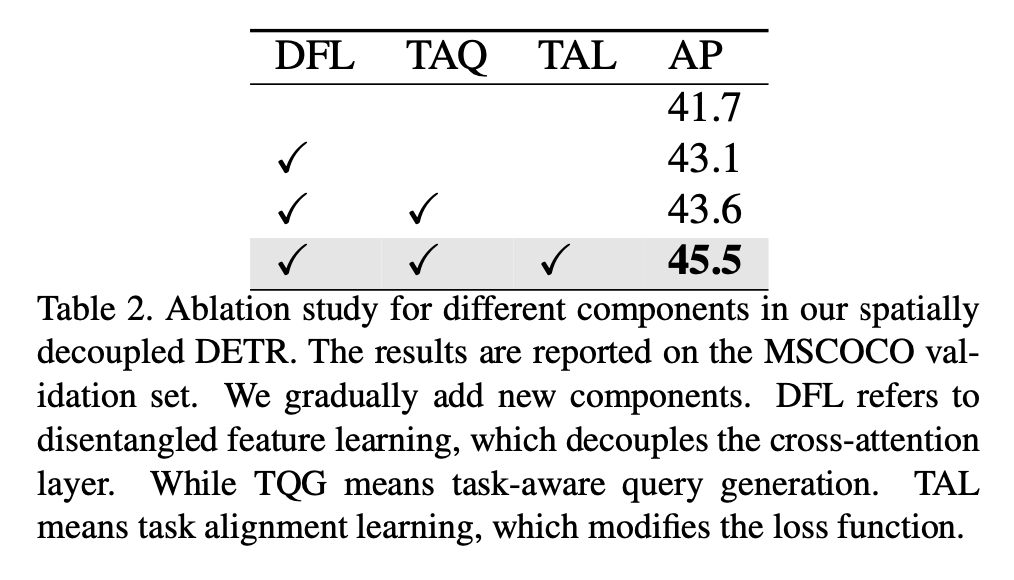 DFL TAQ TAL AP
41.7
✓ 43.1
✓ ✓ 43.6
✓ ✓ ✓ 45.5
Table 2. Ablation study for different components in our spatially
decoupled DETR. The results are reported on the MSCOCO val-
idation set. We gradually add new components. DFL refers to
disentangled feature learning, which decouples the cross-attention
layer. While TQG means task-aware query generation. TAL
means task alignment learning, which modifies the loss function.